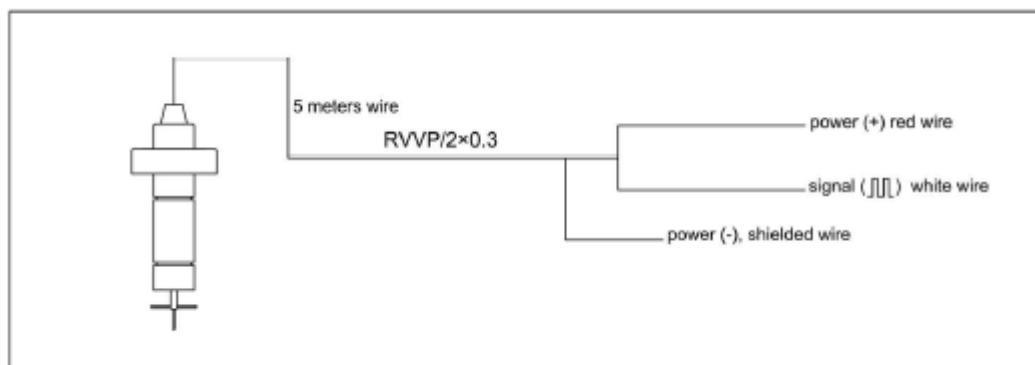 5 meters wire
RVVP/2×0.3
power (+) red wire
signal ( ) white wire
power (-), shielded wire